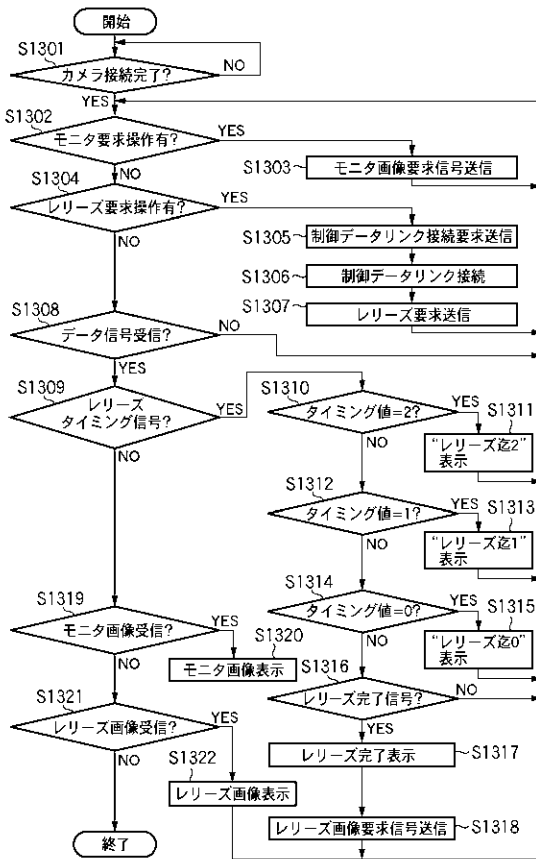 開始
S1301
カメラ接続完了?
NO
YES
S1302
モニタ要求操作有?
YES
NO
S1303
モニタ画像要求信号送信
S1304
レリーズ要求操作有?
YES
NO
S1305
制御データリンク接続要求送信
S1306
制御データリンク接続
S1307
レリーズ要求送信
S1308
データ信号受信?
NO
YES
S1309
レリーズ
タイミング信号?
YES
NO
S1310
タイミング値=2?
YES
NO
S1311
“レリーズ迄2”
表示
S1312
タイミング値=1?
YES
NO
S1313
“レリーズ迄1”
表示
S1314
タイミング値=0?
YES
NO
S1315
“レリーズ迄0”
表示
S1316
レリーズ完了信号?
NO
YES
S1317
レリーズ完了表示
S1318
レリーズ画像要求信号送信
S1319
モニタ画像受信?
YES
NO
S1320
モニタ画像表示
S1321
レリーズ画像受信?
YES
NO
S1322
レリーズ画像表示
終了